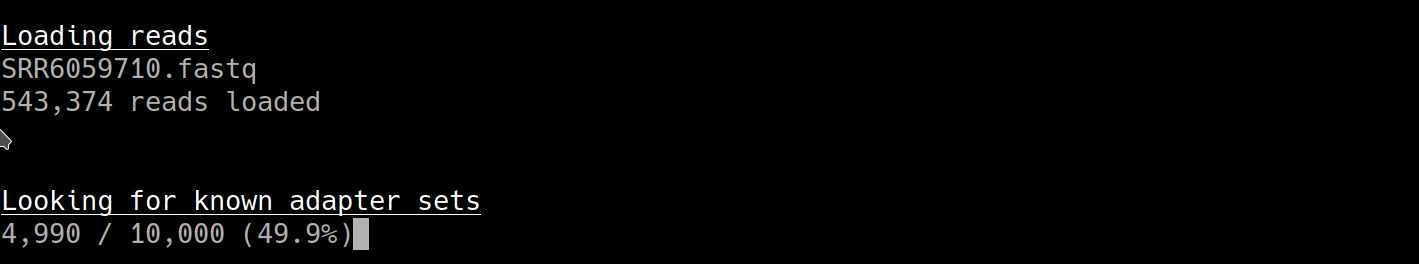 Loading reads
SRR6059710.fastq
543,374 reads loaded
Looking for known adapter sets
4,990 / 10,000 (49.9%)